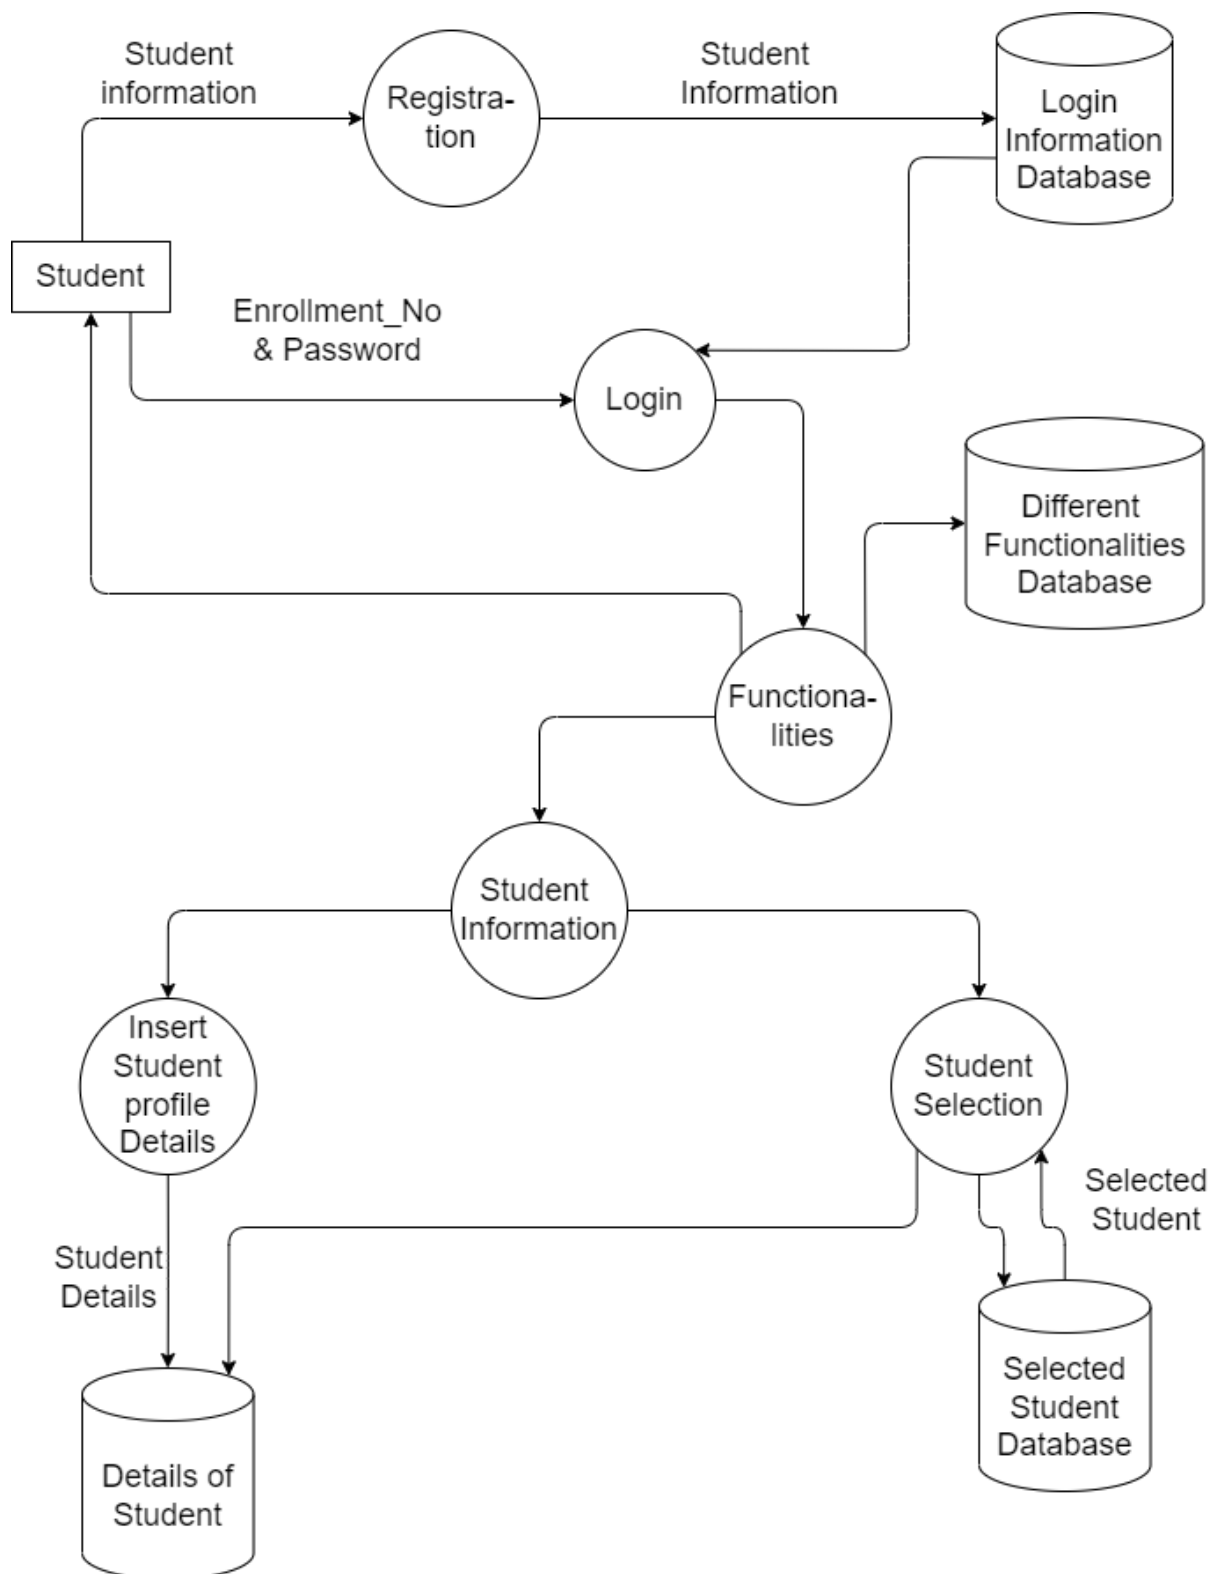 Student
information
Registra-
tion
Student
Information
Login
Information
Database
Student
Enrollment_No
& Password
Login
Different
Functionalities
Database
Functiona-
lities
Student
Information
Insert
Student
profile
Details
Student
Selection
Selected
Student
Student
Details
Selected
Student
Database
Details of
Student